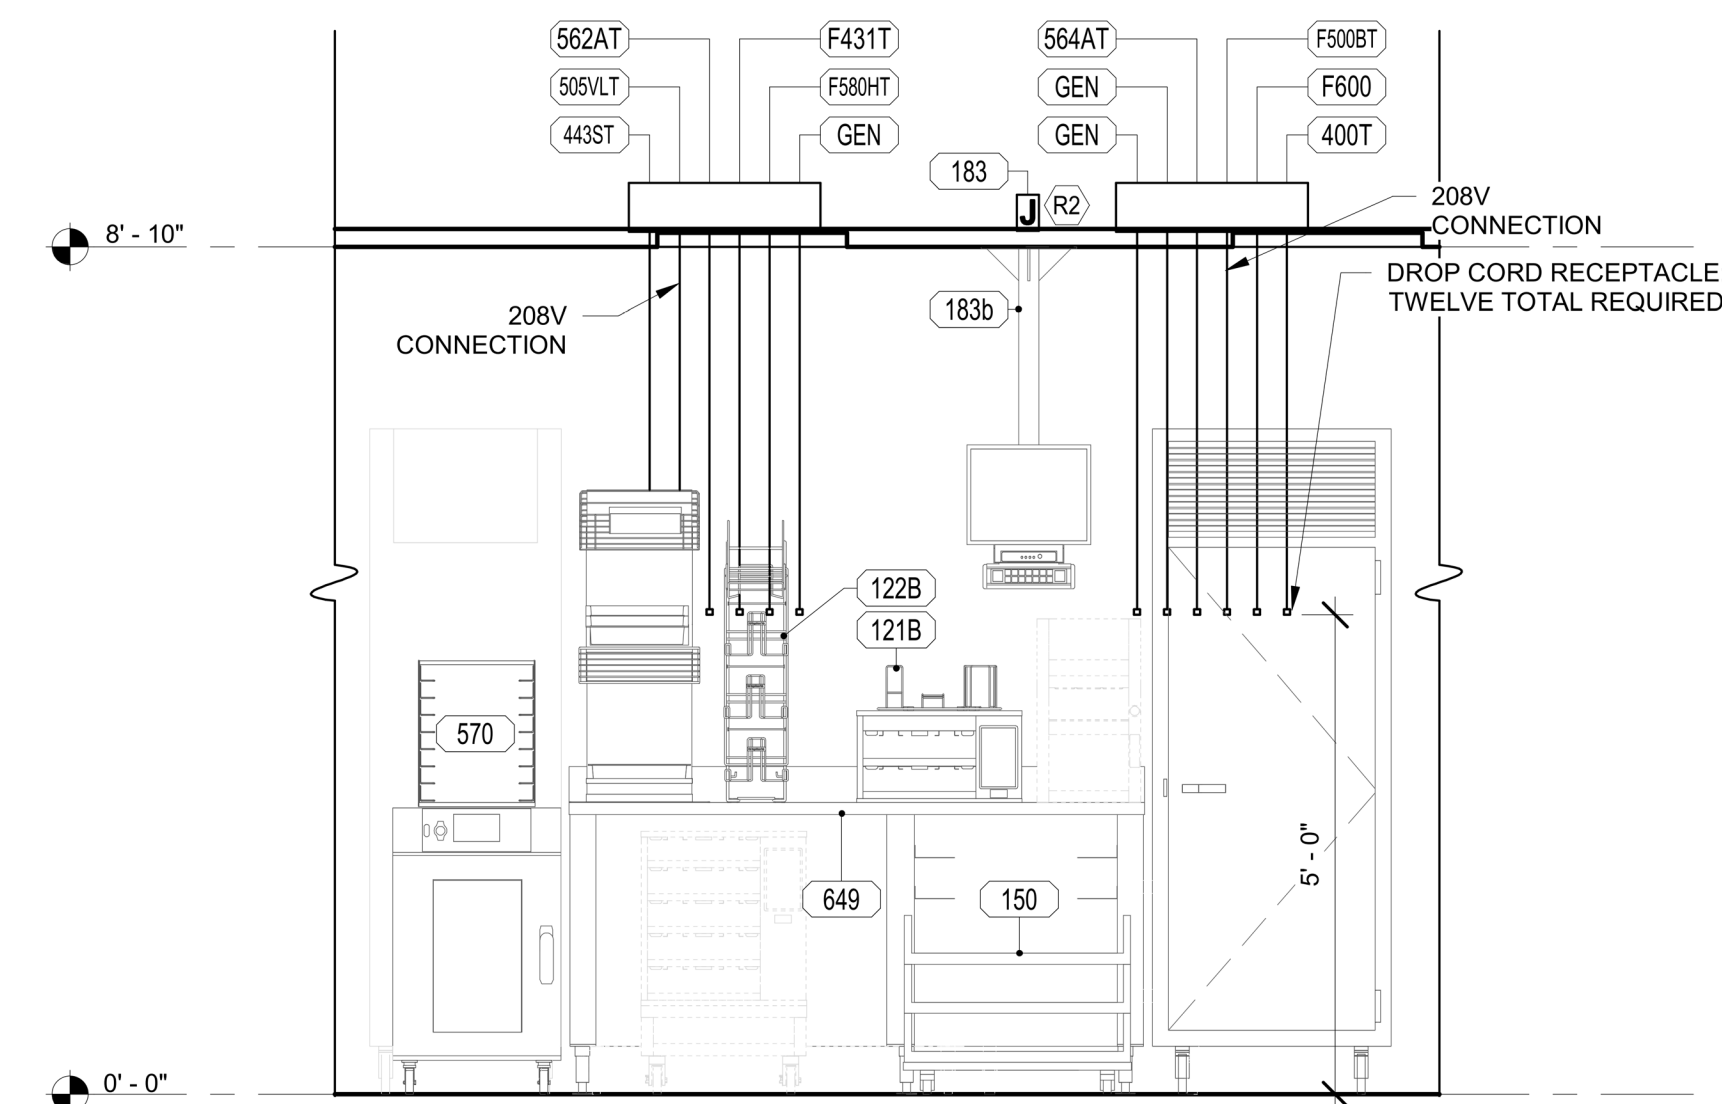 562AT
F431T
564AT
F500BT
505VLT
F580HT
GEN
F600
443ST
GEN
GEN
400T
183
J
R2
208V
CONNECTION
8' - 10"
DROP CORD RECEPTACLE
TWELVE TOTAL REQUIRED
183b
208V
CONNECTION
122B
121B
570
5' - 0"
649
150
0' - 0"